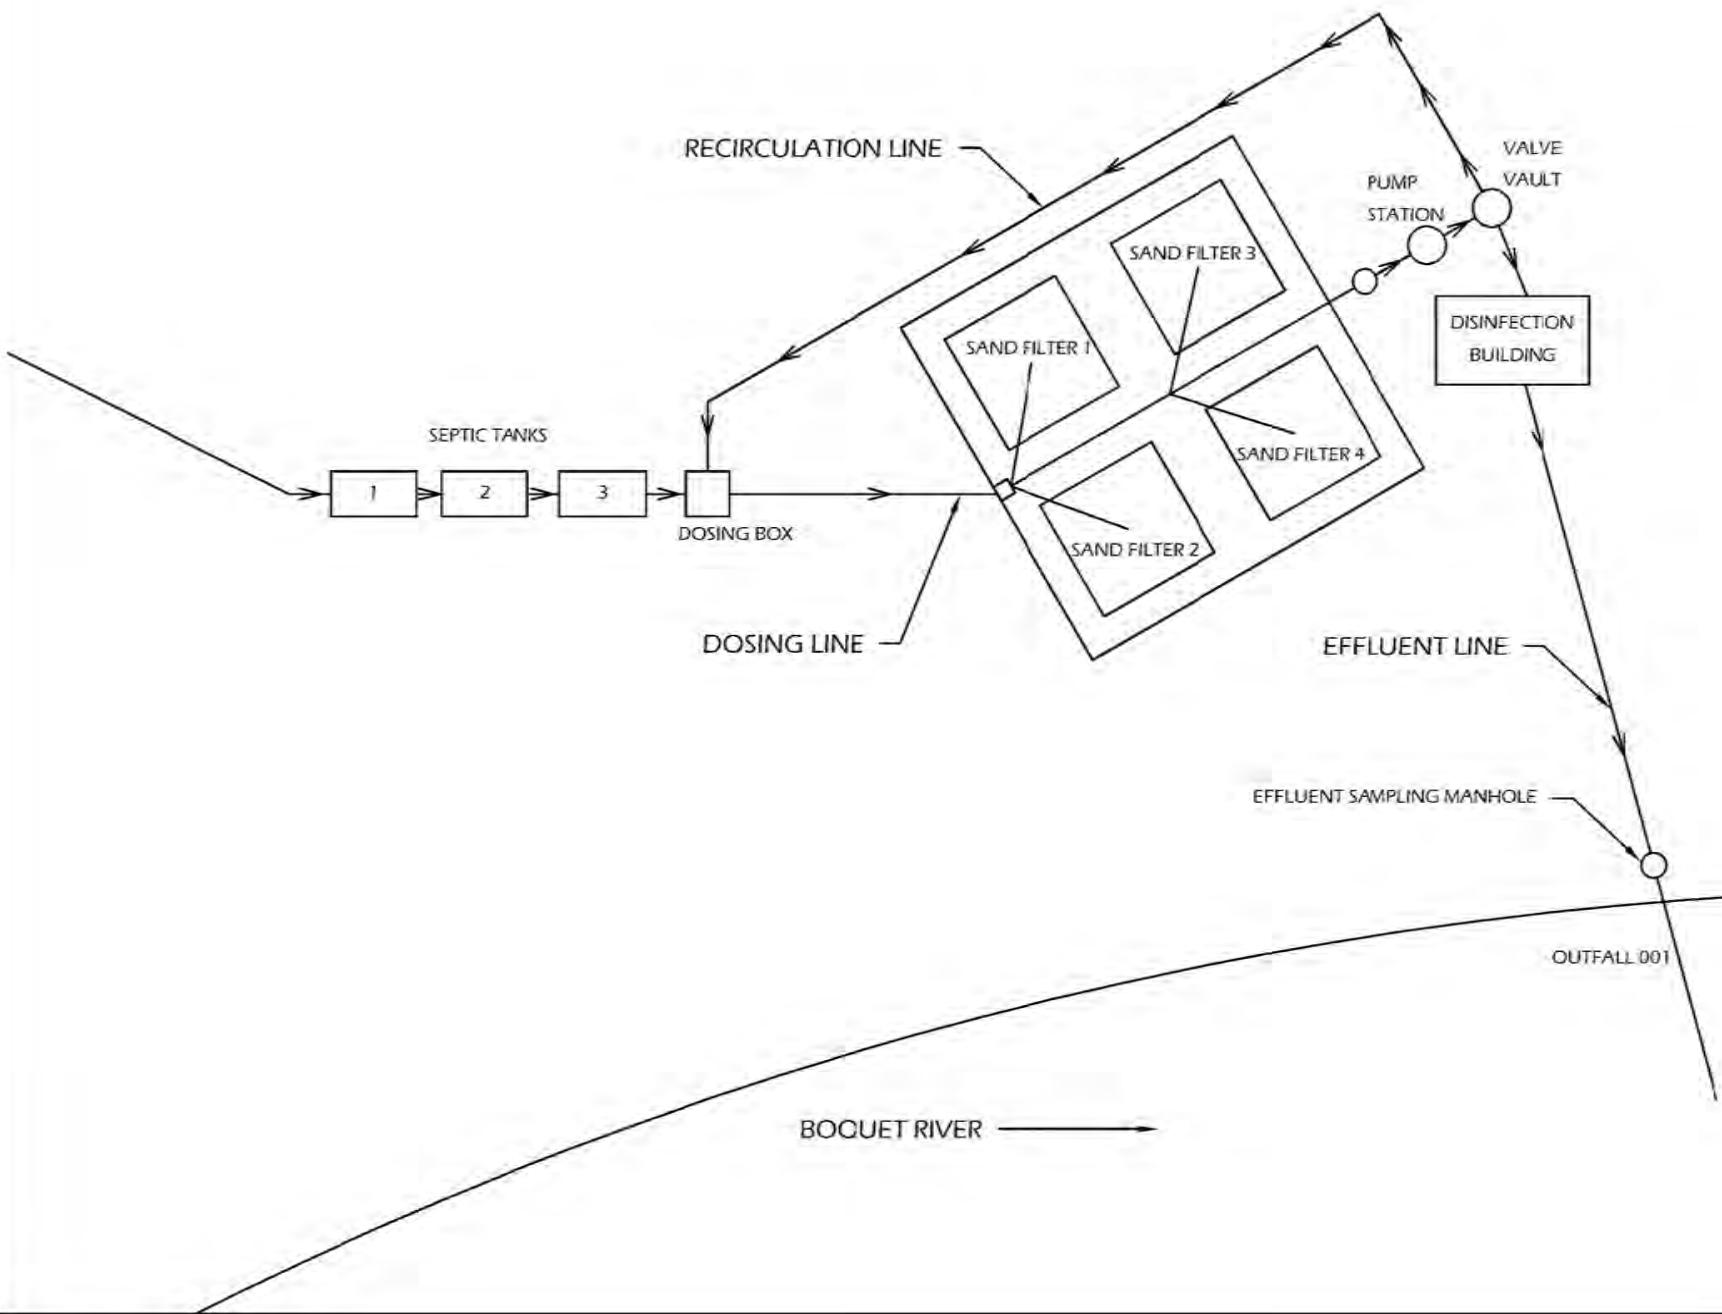 RECIRCULATION LINE
VALVE
VAULT
PUMP
STATION
SAND FILTER 3
SAND FILTER 1
DISINFECTION
BUILDING
SEPTIC TANKS
1
2
3
DOSING BOX
SAND FILTER 4
SAND FILTER 2
DOSING LINE
EFFLUENT LINE
EFFLUENT SAMPLING MANHOLE
OUTFALL 001
BOQUET RIVER